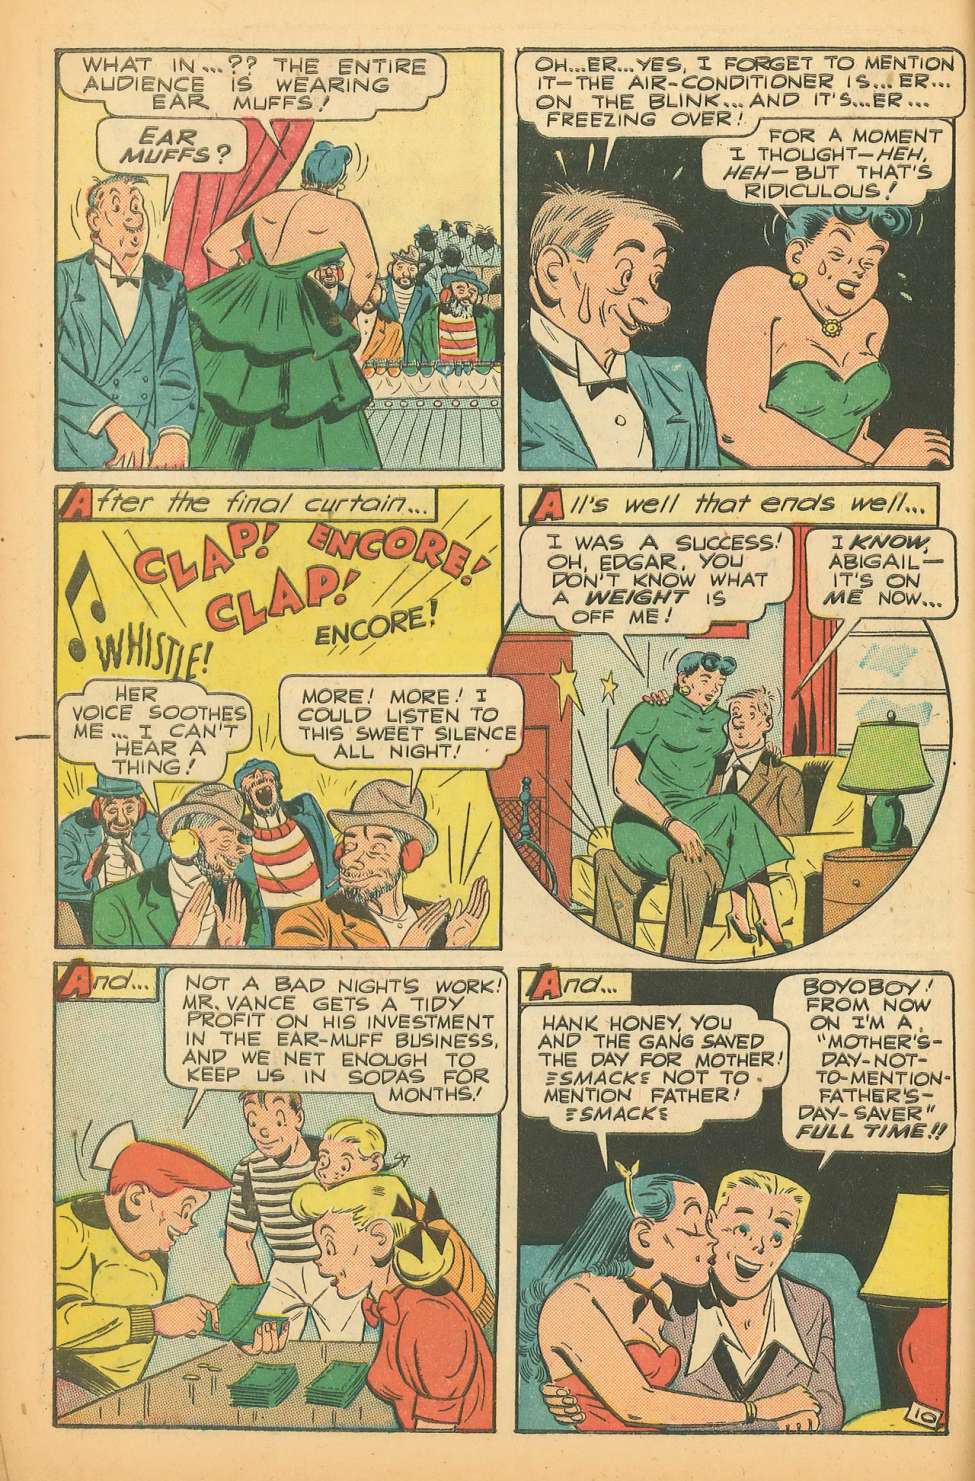 WHAT IN...?? THE ENTIRE
AUDIENCE IS WEARING
EAR MUFFS!
EAR
MUFFS?
OH...ER...YES, I FORGET TO MENTION
IT—THE AIR-CONDITIONER IS...ER...
ON THE BLINK...AND IT'S...ER...
FREEZING OVER!
FOR A MOMENT
I THOUGHT—HEH,
HEH—BUT THAT'S
RIDICULOUS!
After the final curtain...
CLAP! ENCORE!
CLAP!
ENCORE!
WHISTLE!
HER
VOICE SOOTHES
ME... I CAN'T
HEAR A
THING!
MORE! MORE! I
COULD LISTEN TO
THIS SWEET SILENCE
ALL NIGHT!
All's well that ends well...
I WAS A SUCCESS!
OH, EDGAR, YOU
DON'T KNOW WHAT
A WEIGHT IS
OFF ME!
I KNOW,
ABIGAIL—
IT'S ON
ME NOW...
And...
NOT A BAD NIGHT'S WORK!
MR. VANCE GETS A TIDY
PROFIT ON HIS INVESTMENT
IN THE EAR-MUFF BUSINESS,
AND WE NET ENOUGH TO
KEEP US IN SODAS FOR
MONTHS!
And...
HANK HONEY, YOU
AND THE GANG SAVED
THE DAY FOR MOTHER!
SMACK NOT TO
MENTION FATHER!
SMACK
BOYOBOY!
FROM NOW
ON I'M A
"MOTHER'S-
DAY-NOT-
TO-MENTION-
FATHER'S-
DAY-SAVER"
FULL TIME!!
10